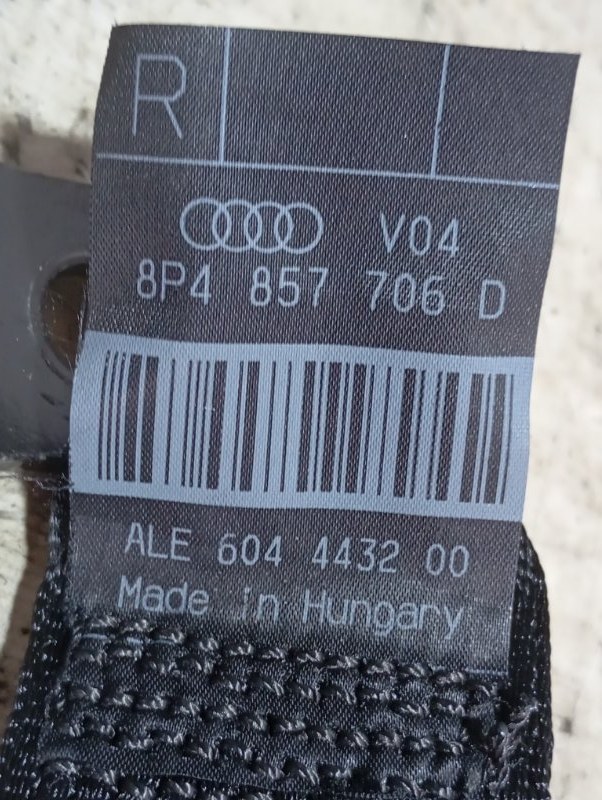 R
V04
8P4 857 706 D
ALE 604 4432 00
Made in Hungary